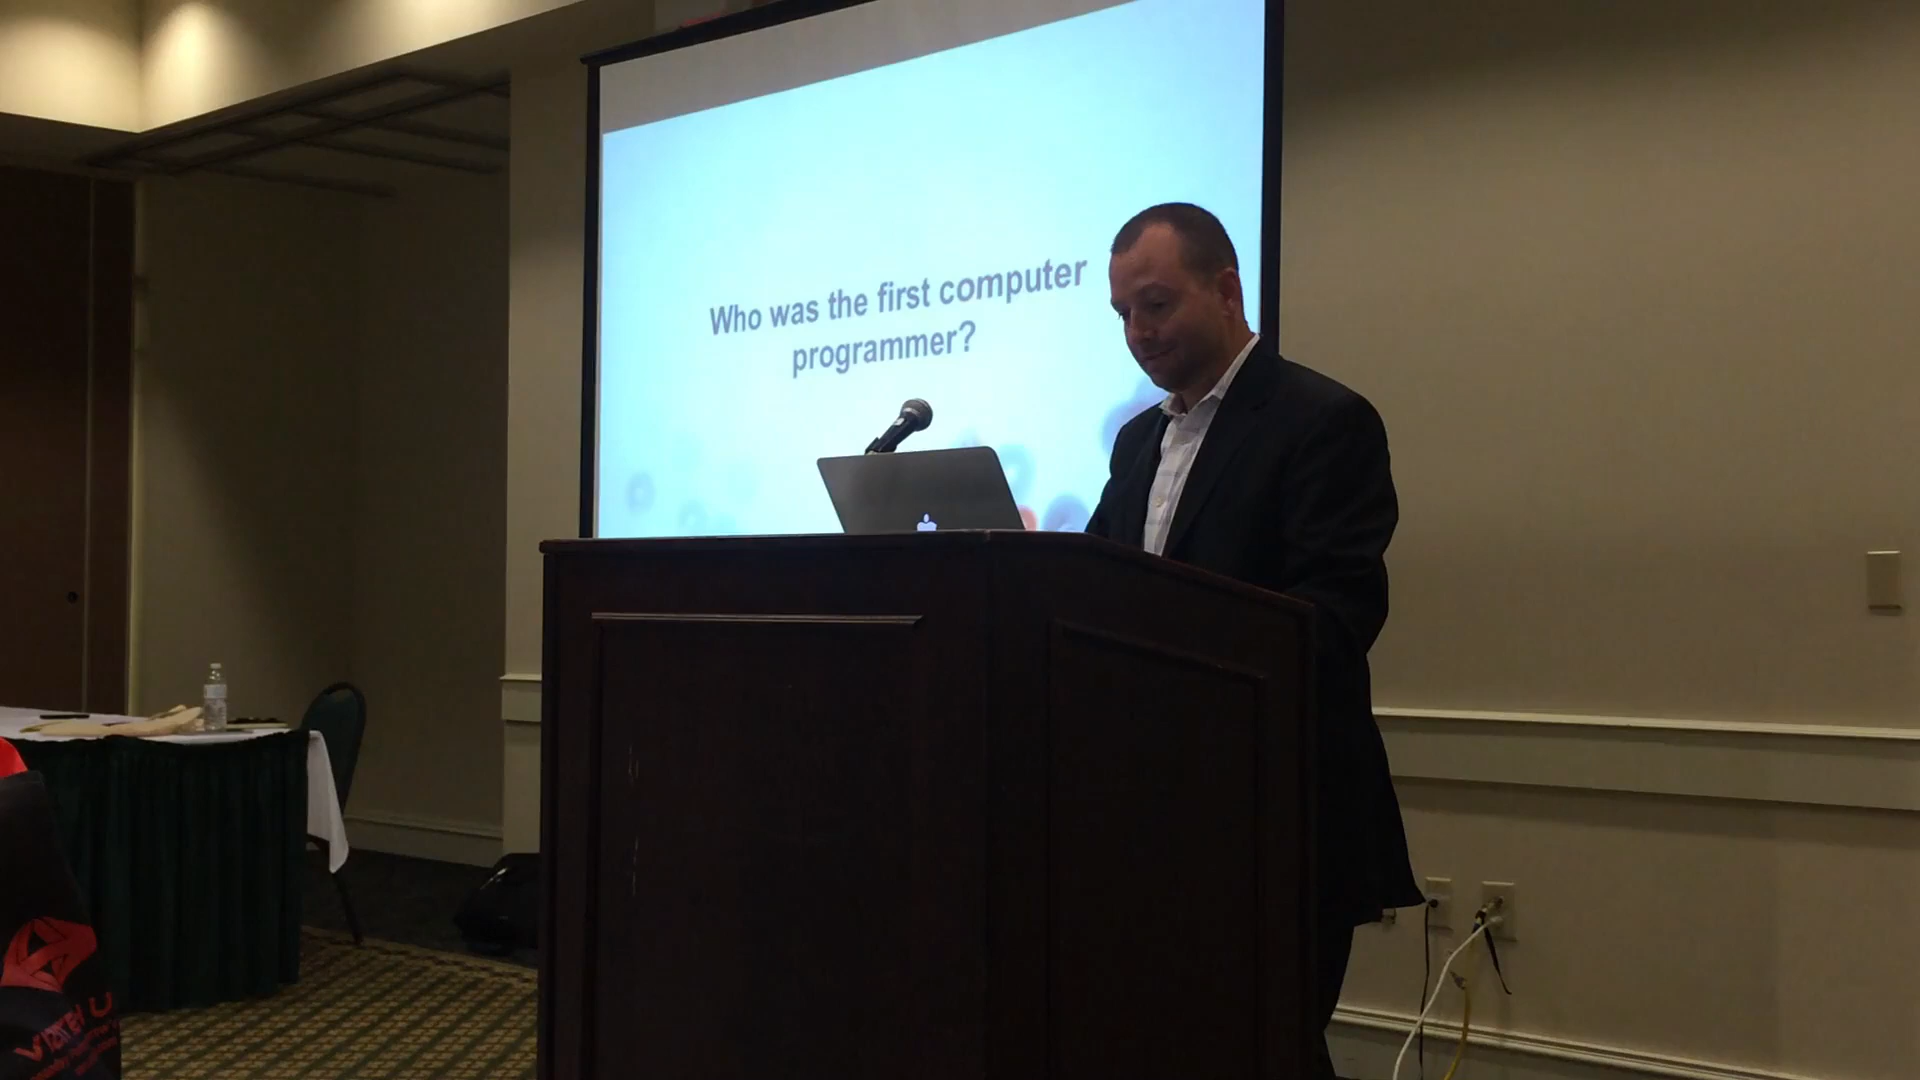 Who was the first computer
programmer?